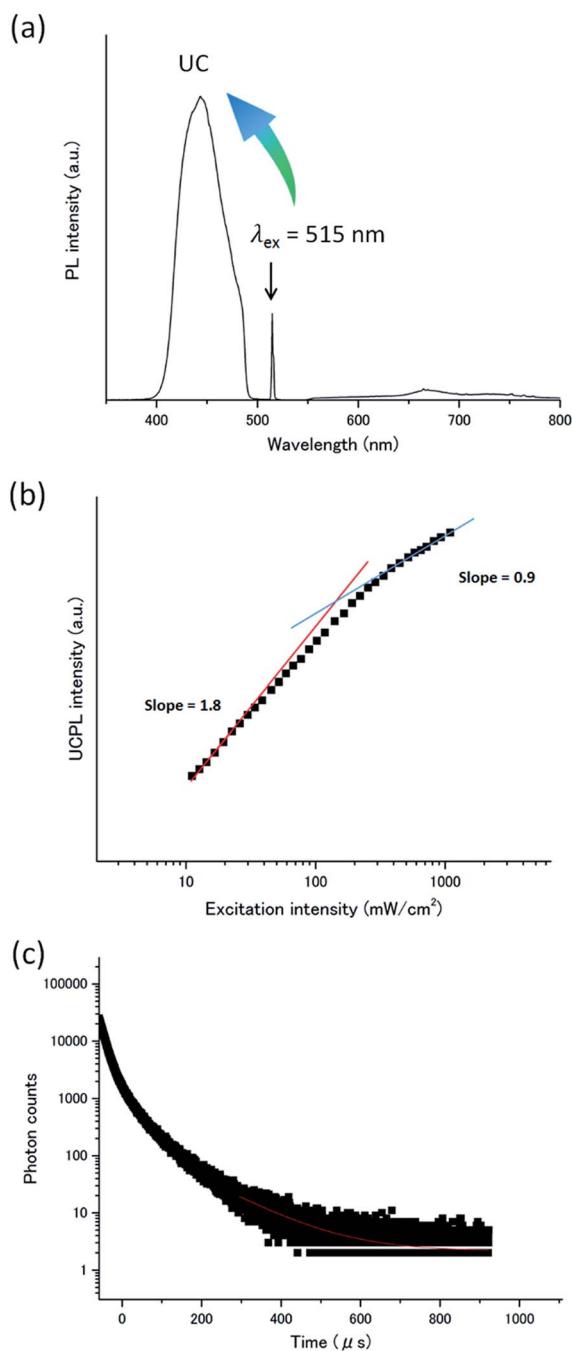 (a)
UC
λex = 515 nm
PL intensity (a.u.)
400 500 600 700 800
Wavelength (nm)
(b)
Slope = 0.9
Slope = 1.8
UCPL intensity (a.u.)
10 100 1000
Excitation intensity (mW/cm²)
(c)
100000
10000
1000
100
10
1
Photon counts
0 200 400 600 800 1000
Time (μs)